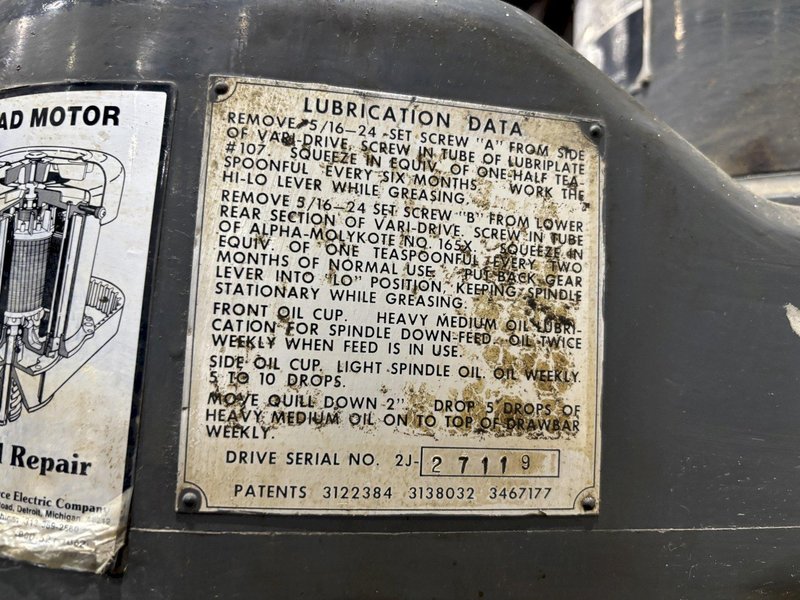 AD MOTOR
l Repair
ce Electric Company
oad, Detroit, Michigan 48212
LUBRICATION DATA
REMOVE 5/16—24 SET SCREW "A" FROM SIDE
OF VARI-DRIVE. SCREW IN TUBE OF LUBRIPLATE
#107. SQUEEZE IN EQUIV. OF ONE-HALF TEA-
SPOONFUL EVERY SIX MONTHS. WORK THE
HI-LO LEVER WHILE GREASING.
REMOVE 5/16—24 SET SCREW "B" FROM LOWER
REAR SECTION OF VARI-DRIVE. SCREW IN TUBE
OF ALPHA-MOLYKOTE NO. 165X. SQUEEZE IN
EQUIV. OF ONE TEASPOONFUL EVERY TWO
MONTHS OF NORMAL USE. PUT BACK GEAR
LEVER INTO "LO" POSITION, KEEPING SPINDLE
STATIONARY WHILE GREASING.
FRONT OIL CUP. HEAVY MEDIUM OIL LUBRI-
CATION FOR SPINDLE DOWN-FEED. OIL TWICE
WEEKLY WHEN FEED IS IN USE.
SIDE OIL CUP. LIGHT SPINDLE OIL. OIL WEEKLY.
5 TO 10 DROPS.
MOVE QUILL DOWN 2" DROP 5 DROPS OF
HEAVY MEDIUM OIL ON TO TOP OF DRAWBAR
WEEKLY.
DRIVE SERIAL NO. 2J-27119
PATENTS 3122384 3138032 3467177